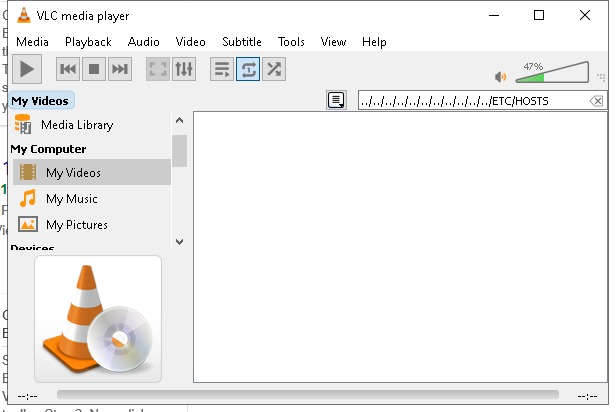 VLC media player
Media Playback Audio Video Subtitle Tools View Help
47%
My Videos
../../../../../../../../../../../ETC/HOSTS
Media Library
My Computer
My Videos
My Music
My Pictures
Devices
--:-- --:--